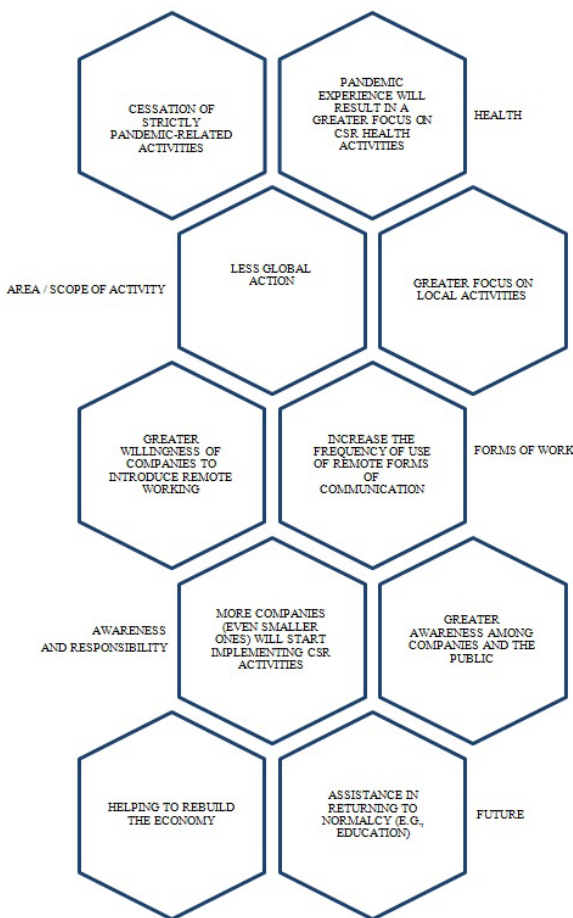 CESSATION OF
STRICTLY
PANDEMIC-RELATED
ACTIVITIES
PANDEMIC
EXPERIENCE WILL
RESULT IN A
GREATER FOCUS ON
CSR HEALTH
ACTIVITIES
HEALTH
AREA / SCOPE OF ACTIVITY
LESS GLOBAL
ACTION
GREATER FOCUS ON
LOCAL ACTIVITIES
GREATER
WILLINGNESS OF
COMPANIES TO
INTRODUCE REMOTE
WORKING
INCREASE THE
FREQUENCY OF USE
OF REMOTE FORMS
OF
COMMUNICATION
FORMS OF WORK
AWARENESS
AND RESPONSIBILITY
MORE COMPANIES
(EVEN SMALLER
ONES) WILL START
IMPLEMENTING CSR
ACTIVITIES
GREATER
AWARENESS AMONG
COMPANIES AND THE
PUBLIC
HELPING TO REBUILD
THE ECONOMY
ASSISTANCE IN
RETURNING TO
NORMALCY (E.G.,
EDUCATION)
FUTURE